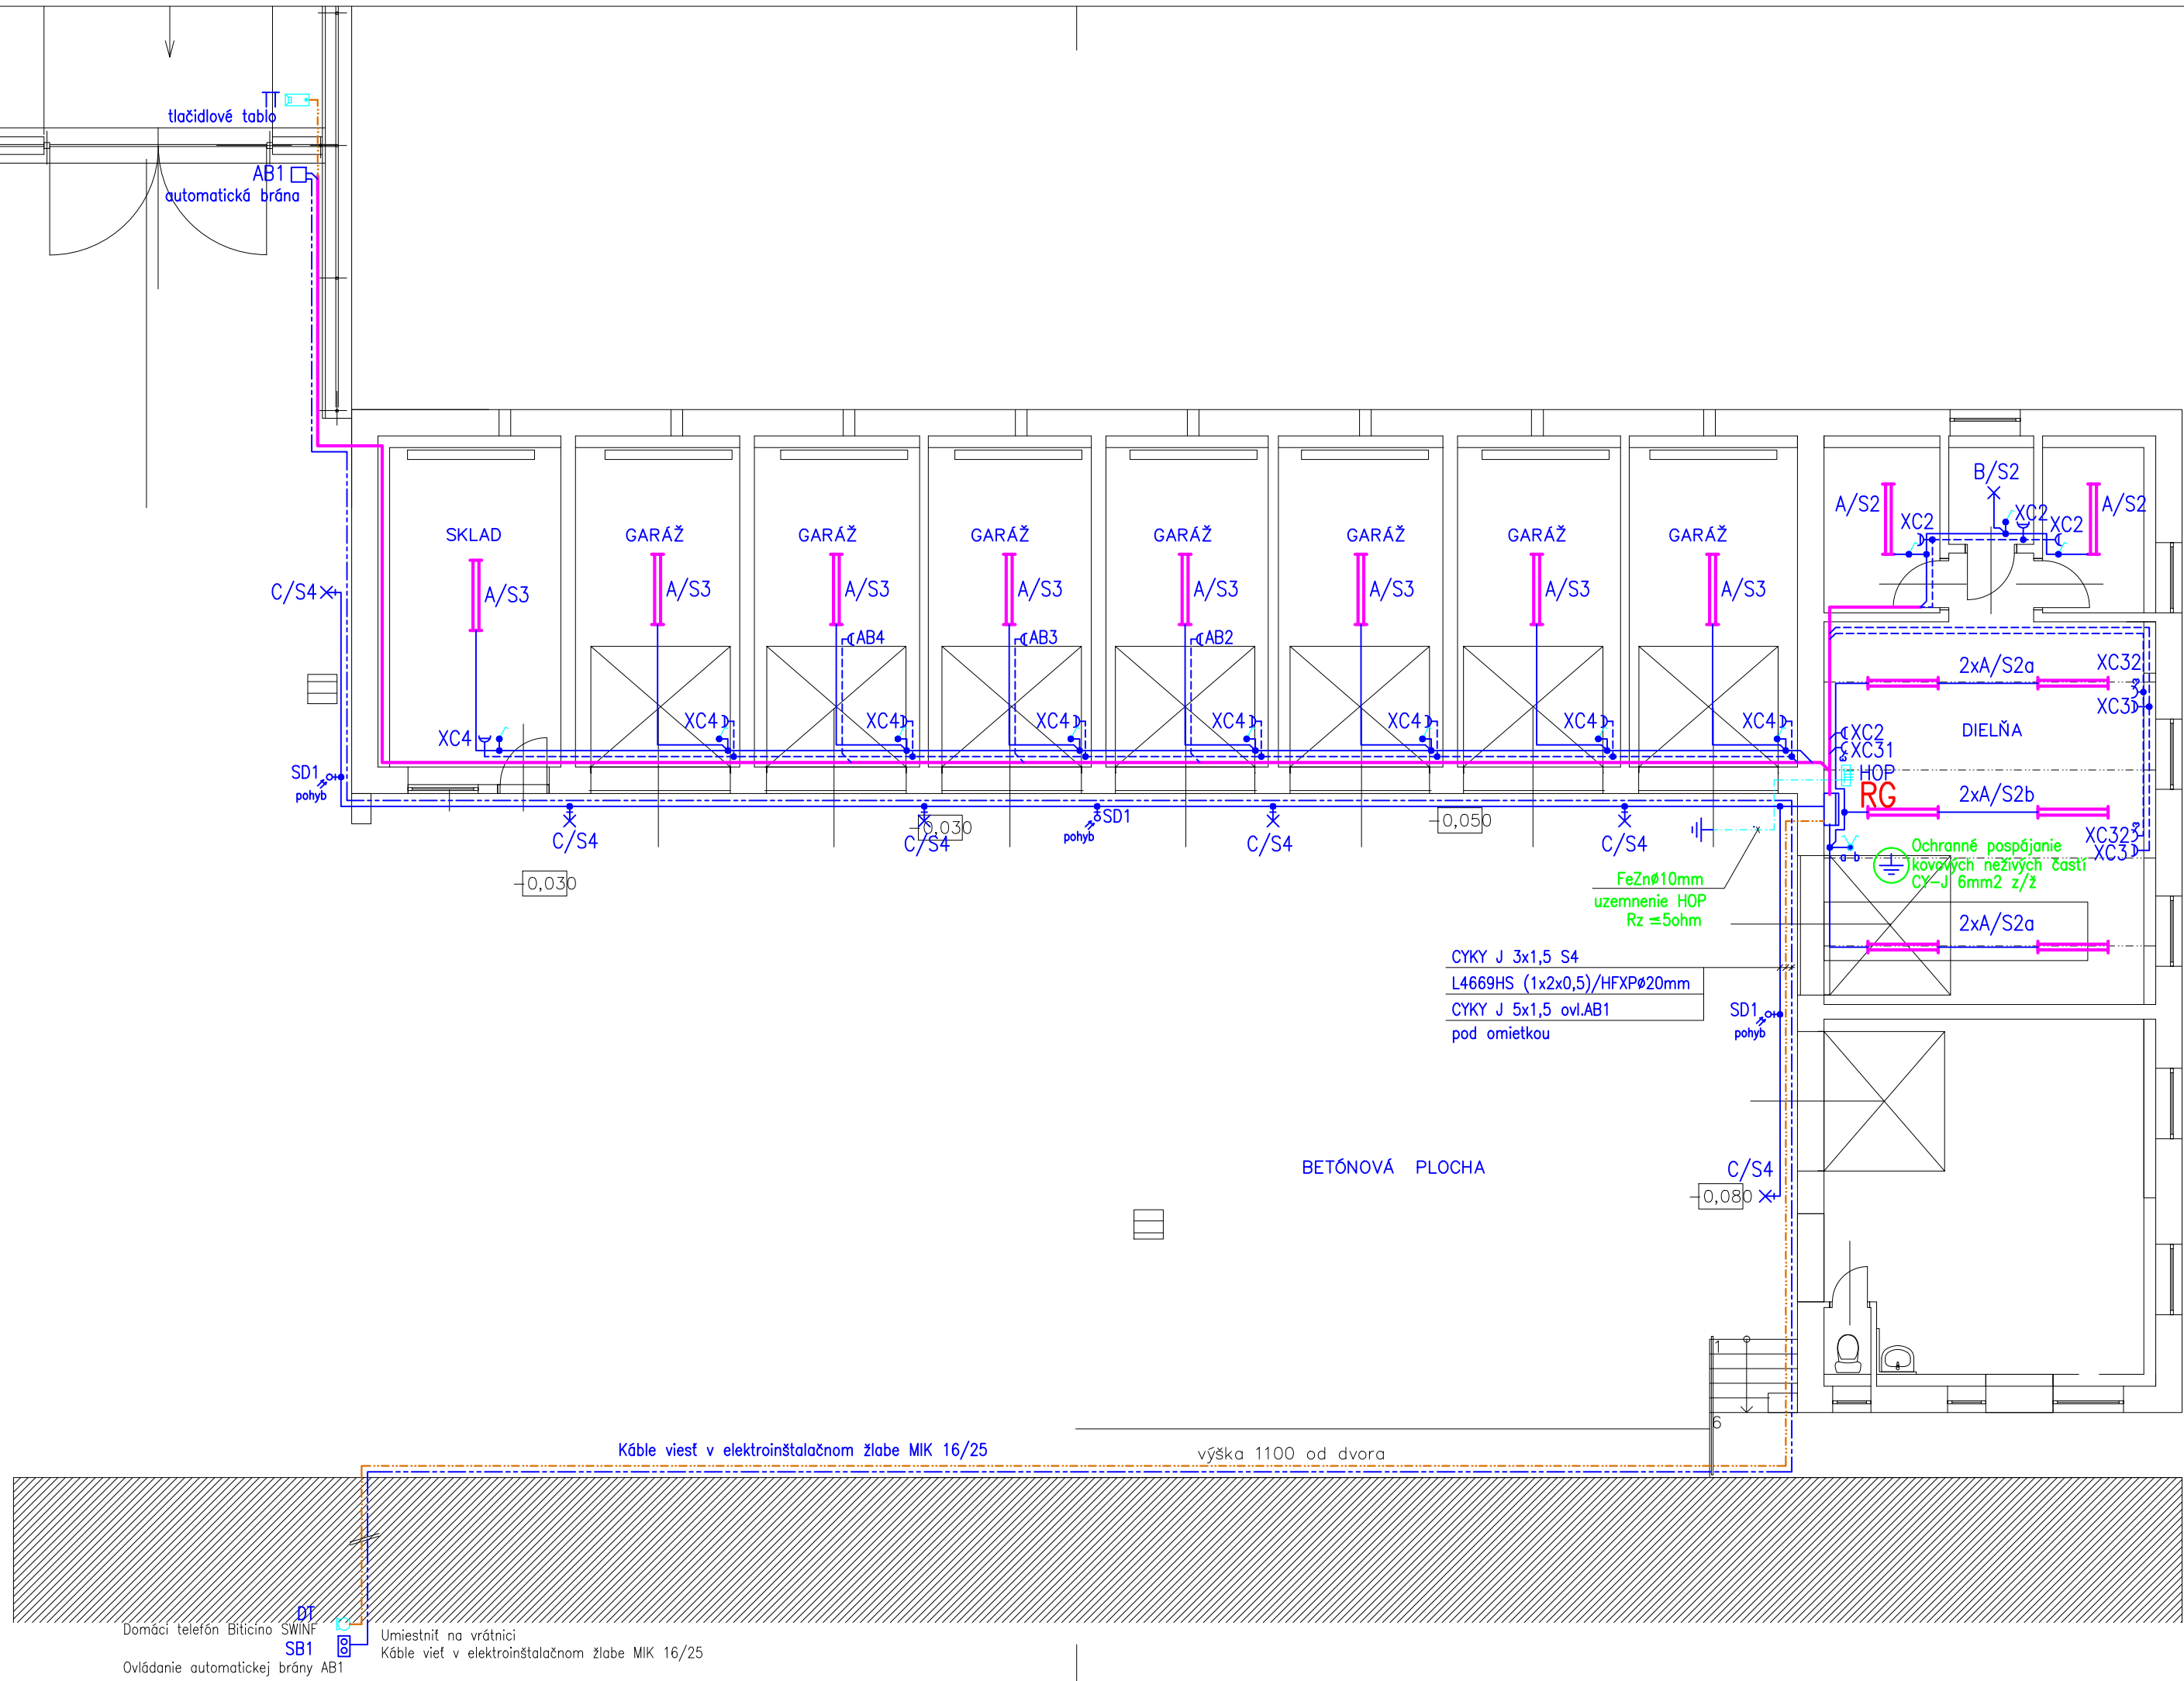 TT
tlačidlové tablo
AB1
automatická brána
B/S2
A/S2
XC2
XC2
XC2
A/S2
SKLAD
GARÁŽ
GARÁŽ
GARÁŽ
GARÁŽ
GARÁŽ
GARÁŽ
GARÁŽ
C/S4
A/S3
A/S3
A/S3
A/S3
A/S3
A/S3
A/S3
A/S3
AB4
AB3
AB2
2xA/S2a
XC32
XC3
XC4
XC4
XC4
XC4
XC4
XC4
XC4
XC4
XC2
DIELŇA
XC31
SD1
pohyb
HOP
RG
2xA/S2b
C/S4
-0,030
C/S4
SD1
pohyb
C/S4
-0,050
C/S4
XC32
XC3
a b
Ochranné pospájanie
kovových neživých častí
CY-J 6mm2 z/ž
-0,030
FeZnø10mm
uzemnenie HOP
Rz ≤5ohm
2xA/S2a
CYKY J 3x1,5 S4
L4669HS (1x2x0,5)/HFXPø20mm
CYKY J 5x1,5 ovl.AB1
pod omietkou
SD1
pohyb
BETÓNOVÁ PLOCHA
C/S4
-0,080
1
6
Káble viesť v elektroinštalačnom žlabe MIK 16/25
výška 1100 od dvora
DT
Domáci telefón Biticino SWINF
SB1
Umiestniť na vrátnici
Káble vieť v elektroinštalačnom žlabe MIK 16/25
Ovládanie automatickej brány AB1